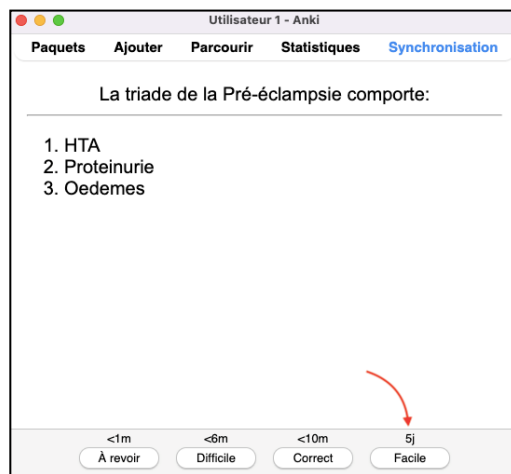 Utilisateur 1 - Anki
Paquets Ajouter Parcourir Statistiques Synchronisation
La triade de la Pré-éclampsie comporte:
1. HTA
2. Proteinurie
3. Oedemes
<1m <6m <10m 5j
À revoir Difficile Correct Facile